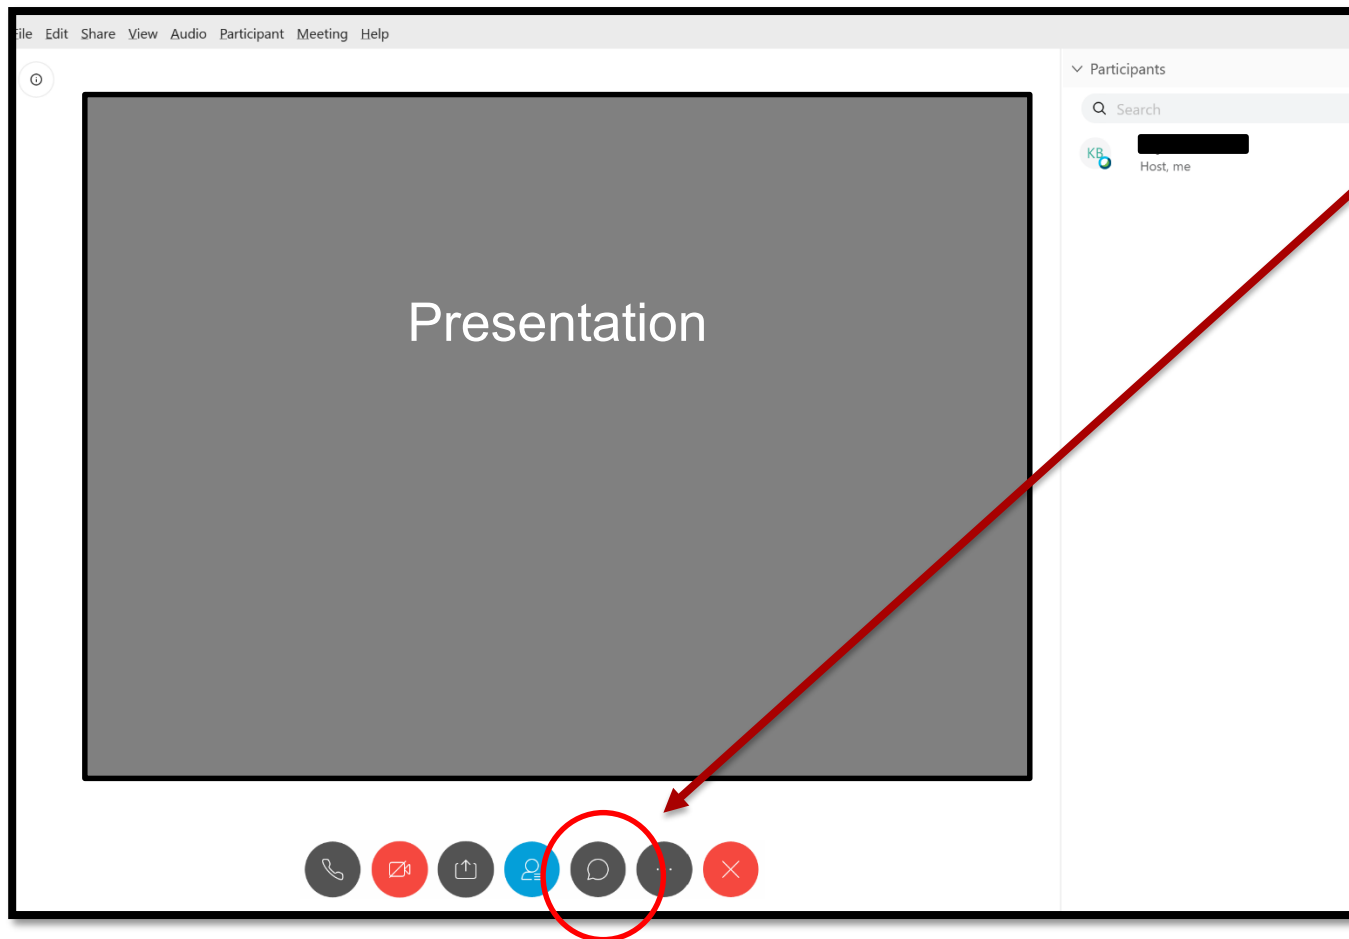 ile Edit Share View Audio Participant Meeting Help
Participants
Search
KB
Host, me
Presentation